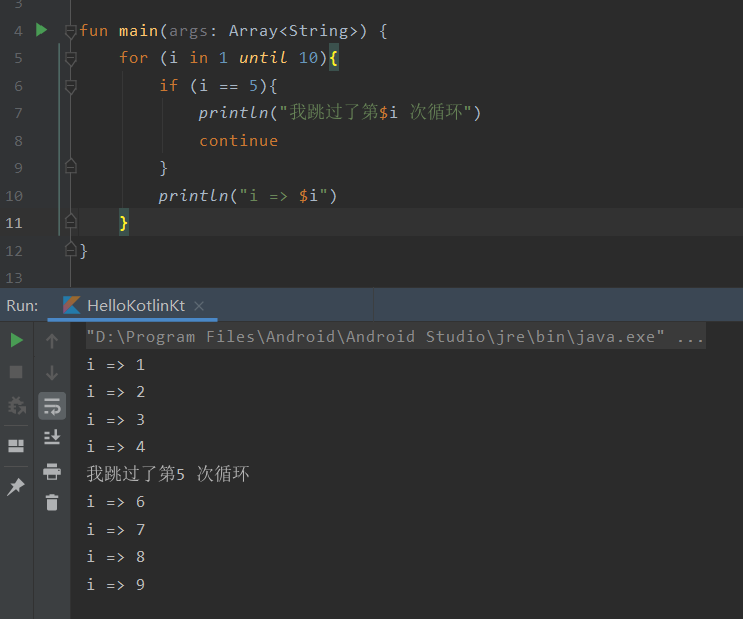 3
4 fun main(args: Array<String>) {
5 for (i in 1 until 10){
6 if (i == 5){
7 println("我跳过了第$i 次循环")
8 continue
9 }
10 println("i => $i")
11 }
12 }
13
Run: HelloKotlinKt ×
"D:\Program Files\Android\Android Studio\jre\bin\java.exe" ...
i => 1
i => 2
i => 3
i => 4
我跳过了第5 次循环
i => 6
i => 7
i => 8
i => 9